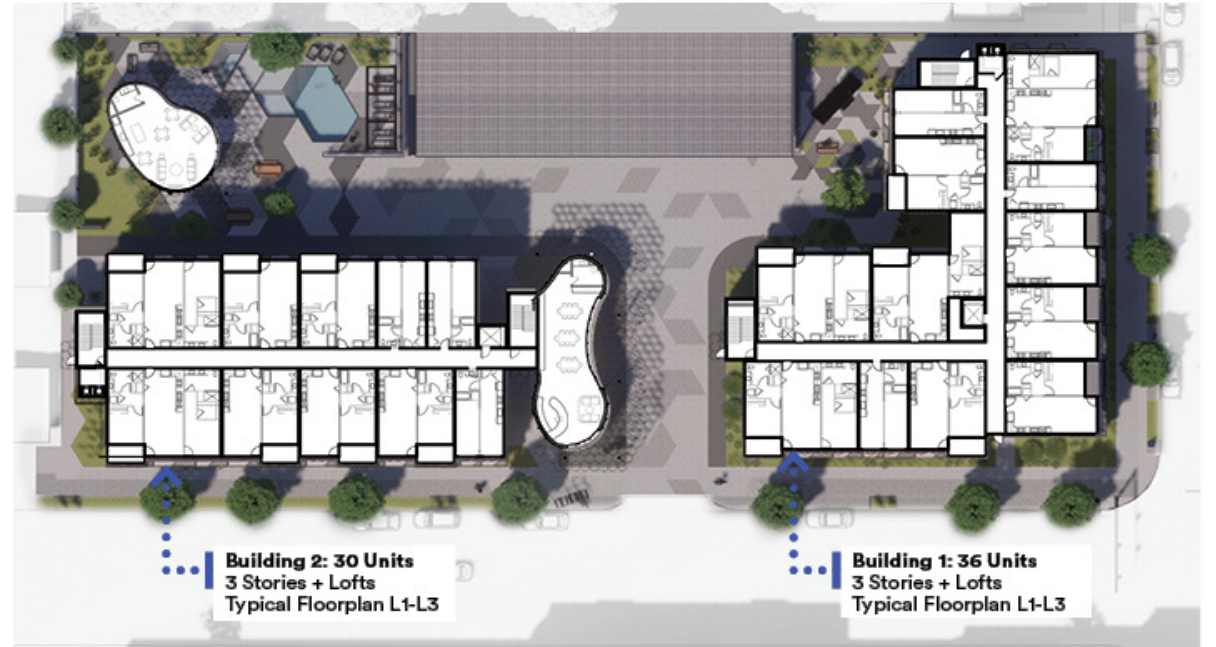 Building 2: 30 Units
3 Stories + Lofts
Typical Floorplan L1-L3
Building 1: 36 Units
3 Stories + Lofts
Typical Floorplan L1-L3